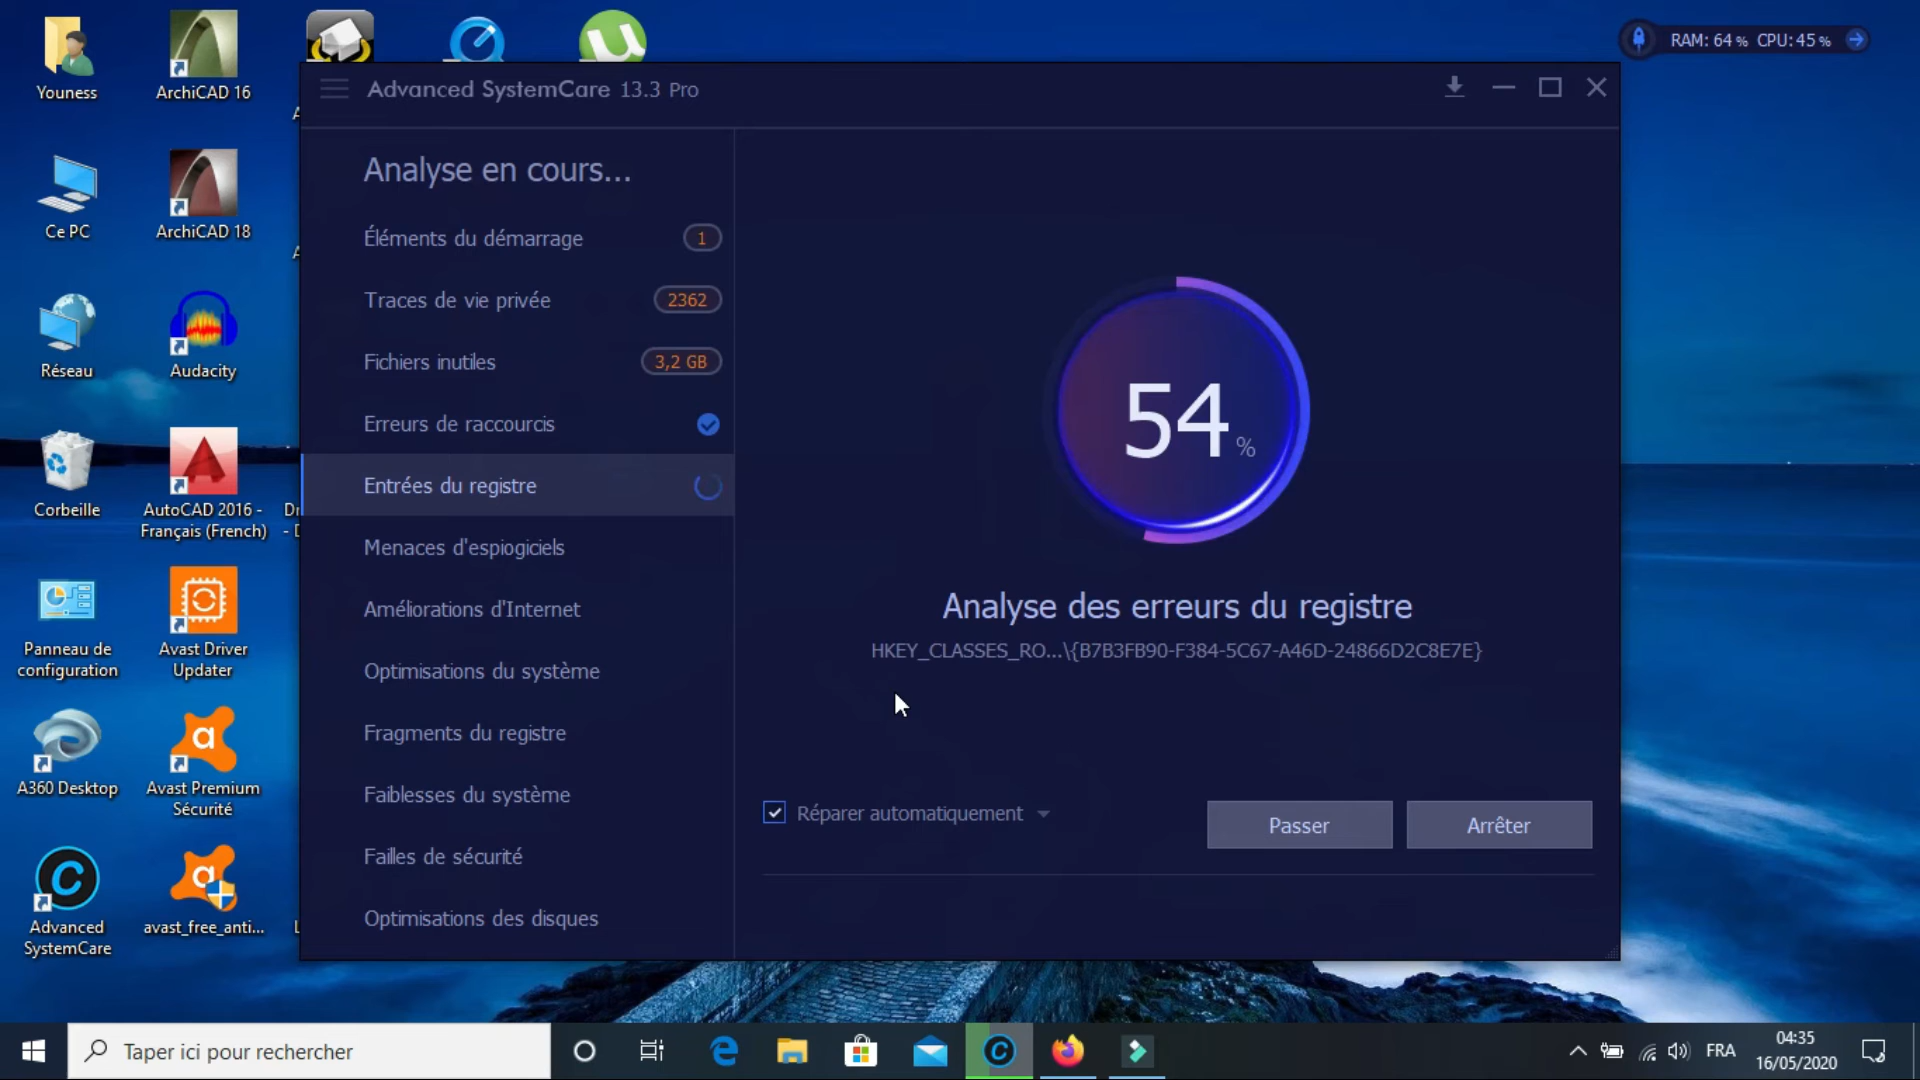 Youness
ArchiCAD 16
Ce PC
ArchiCAD 18
Réseau
Audacity
Corbeille
AutoCAD 2016 -
Français (French)
Panneau de
configuration
Avast Driver
Updater
A360 Desktop
Avast Premium
Sécurité
Advanced
SystemCare
avast_free_anti...
RAM: 64 % CPU: 45 %
Advanced SystemCare 13.3 Pro
Analyse en cours...
Éléments du démarrage 1
Traces de vie privée 2362
Fichiers inutiles 3,2 GB
Erreurs de raccourcis
Entrées du registre
Menaces d'espiogiciels
Améliorations d'Internet
Optimisations du système
Fragments du registre
Faiblesses du système
Failles de sécurité
Optimisations des disques
54 %
Analyse des erreurs du registre
HKEY_CLASSES_RO...\{B7B3FB90-F384-5C67-A46D-24866D2C8E7E}
Réparer automatiquement
Passer
Arrêter
Taper ici pour rechercher
FRA
04:35
16/05/2020